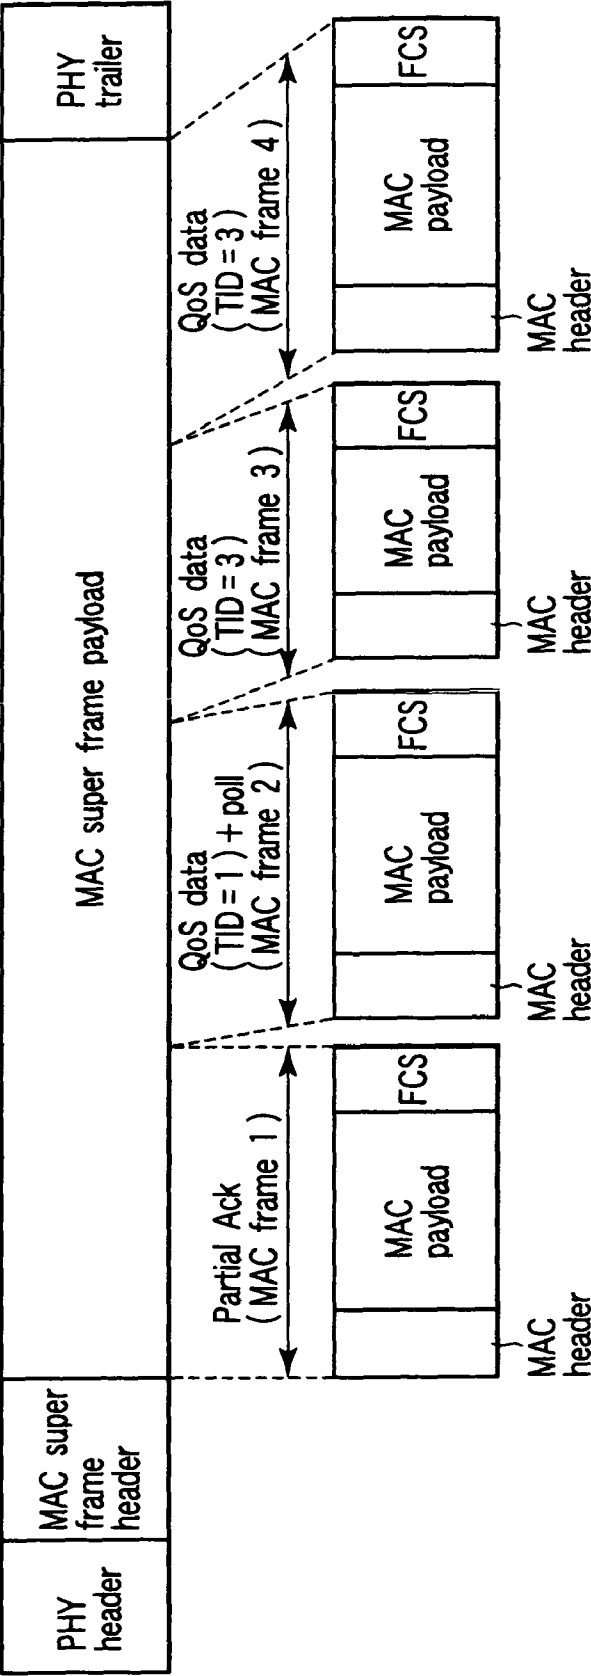 PHY
header
MAC super
frame
header
MAC super frame payload
PHY
trailer
Partial Ack
(MAC frame 1)
QoS data
(TID=1)+poll
(MAC frame 2)
QoS data
(TID=3)
(MAC frame 3)
QoS data
(TID=3)
(MAC frame 4)
MAC
payload
FCS
MAC
payload
FCS
MAC
payload
FCS
MAC
payload
FCS
MAC
header
MAC
header
MAC
header
MAC
header